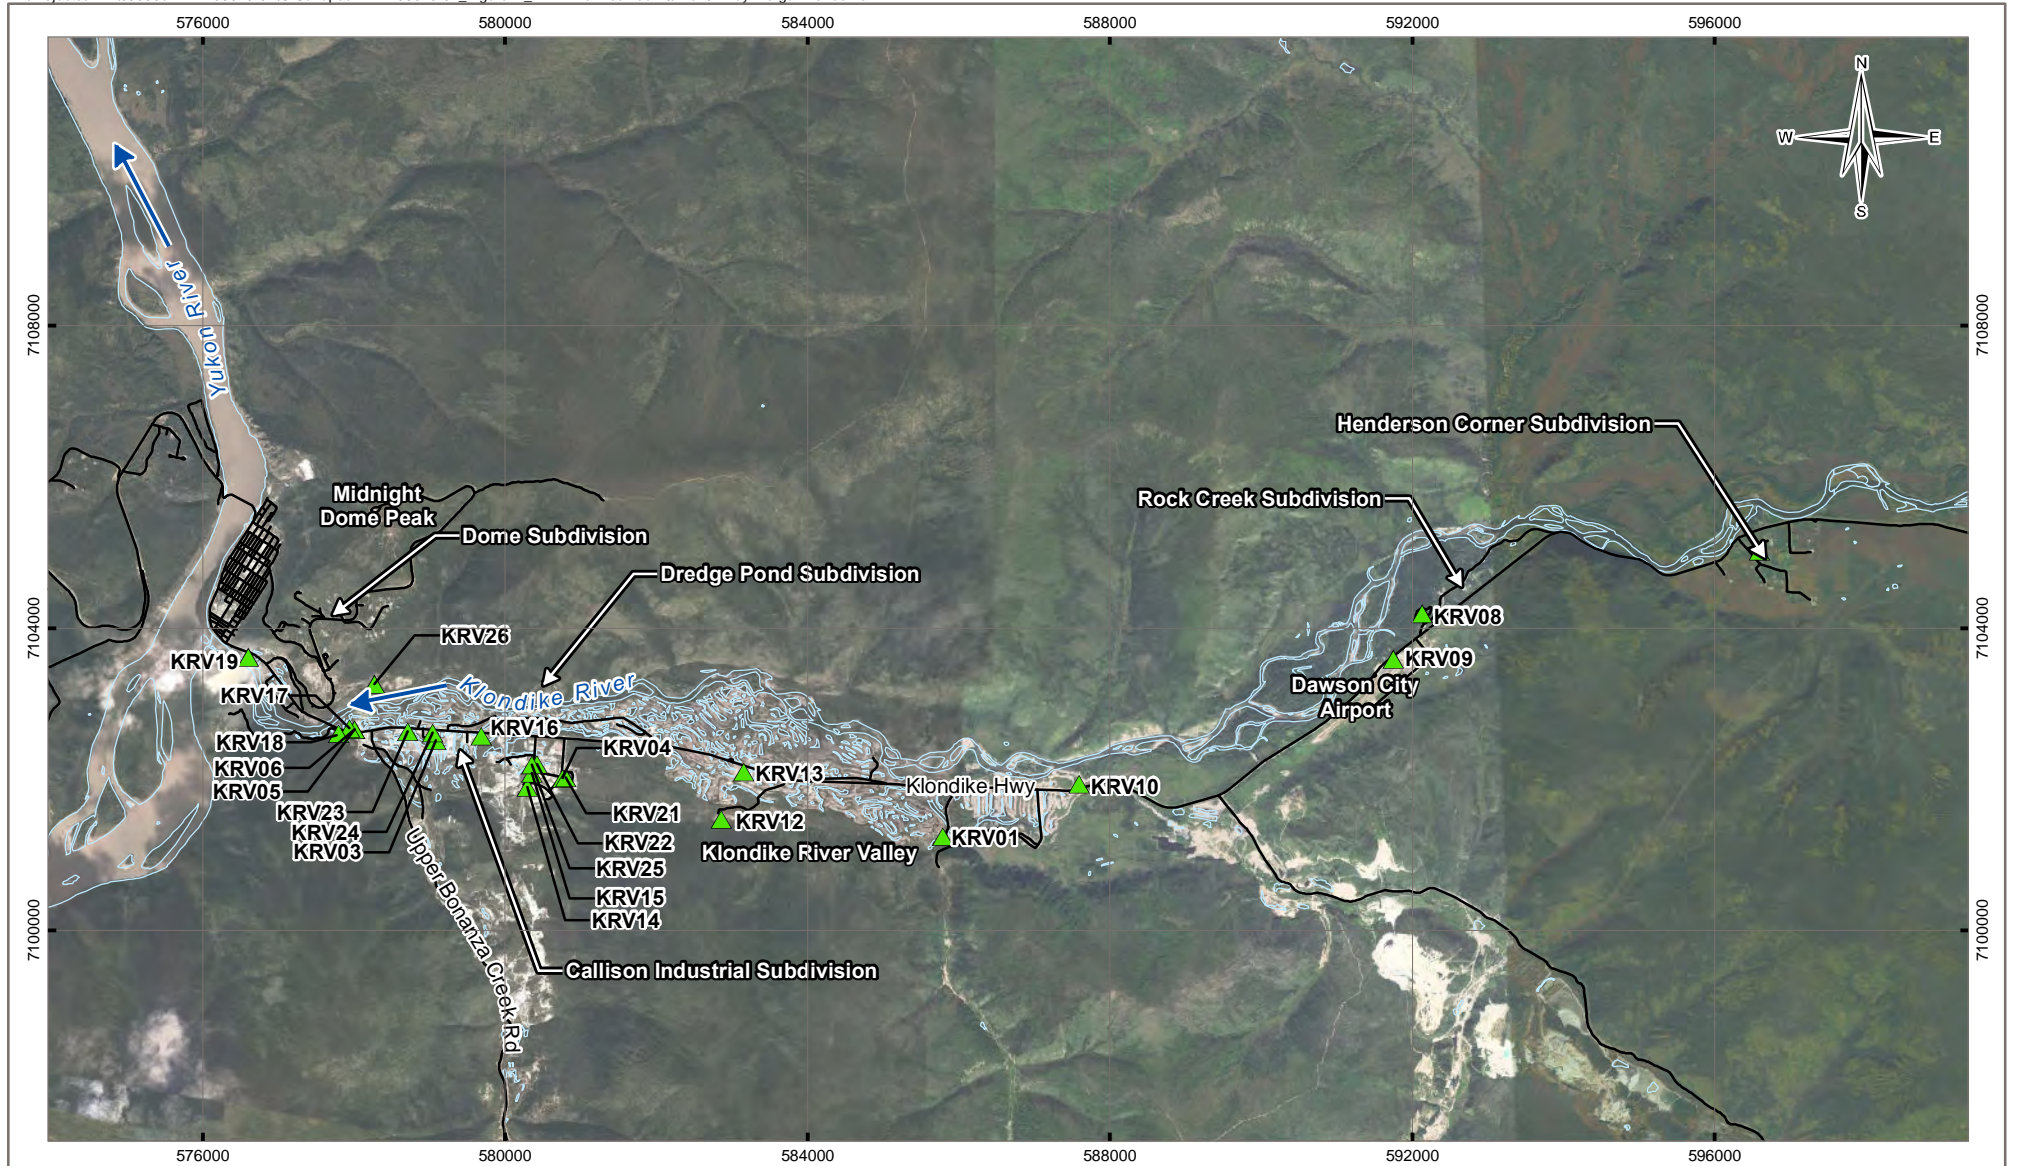 576000
580000
584000
588000
592000
596000
N
W
E
S
7108000
7108000
Yukon River
Henderson Corner Subdivision
Midnight
Dome Peak
Rock Creek Subdivision
Dome Subdivision
Dredge Pond Subdivision
7104000
7104000
KRV08
KRV26
KRV19
KRV09
Klondike River
Dawson City
Airport
KRV17
KRV16
KRV18
KRV04
KRV06
KRV13
KRV05
Klondike Hwy
KRV10
KRV23
KRV21
KRV12
KRV24
KRV01
KRV03
KRV22
Klondike River Valley
KRV25
KRV15
KRV14
Upper Bonanza Creek Rd
7100000
7100000
Callison Industrial Subdivision
576000
580000
584000
588000
592000
596000